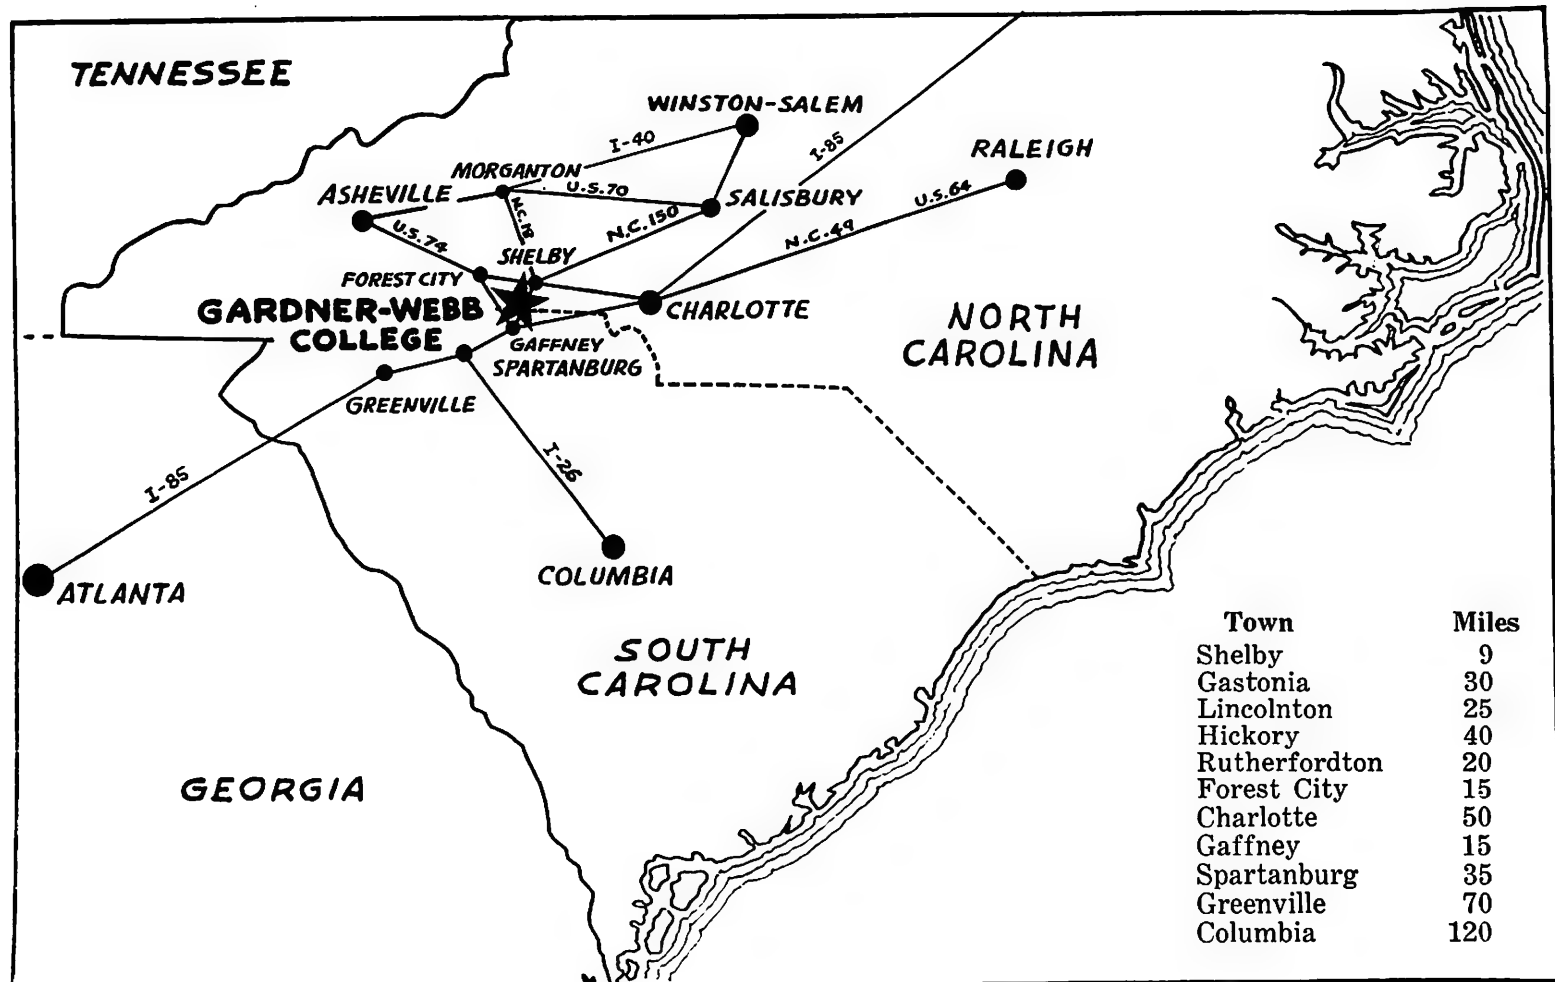 TENNESSEE
WINSTON-SALEM
I-40
I-85
RALEIGH
MORGANTON
U.S.70
ASHEVILLE
SALISBURY
U.S.64
N.C.18
N.C.150
N.C.49
U.S.74
SHELBY
FOREST CITY
GARDNER-WEBB
COLLEGE
CHARLOTTE
NORTH
CAROLINA
GAFFNEY
SPARTANBURG
GREENVILLE
I-26
I-85
ATLANTA
COLUMBIA
SOUTH
CAROLINA
GEORGIA
Town Miles
Shelby 9
Gastonia 30
Lincolnton 25
Hickory 40
Rutherfordton 20
Forest City 15
Charlotte 50
Gaffney 15
Spartanburg 35
Greenville 70
Columbia 120